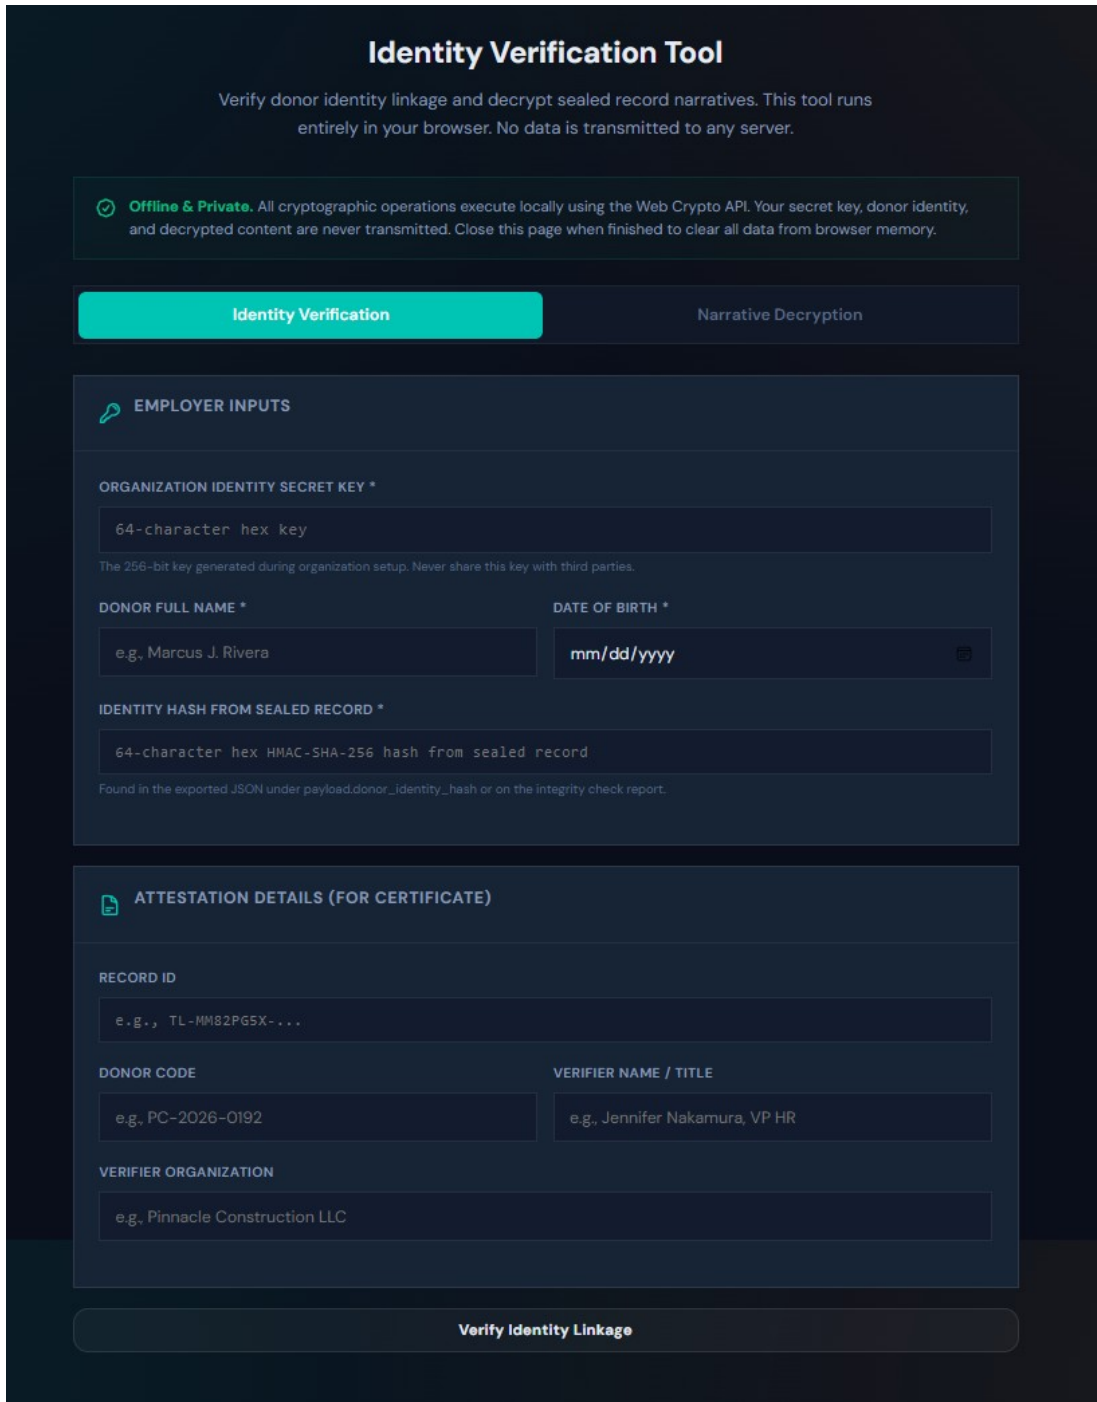 Identity Verification Tool
Verify donor identity linkage and decrypt sealed record narratives. This tool runs
entirely in your browser. No data is transmitted to any server.
Offline & Private. All cryptographic operations execute locally using the Web Crypto API. Your secret key, donor identity,
and decrypted content are never transmitted. Close this page when finished to clear all data from browser memory.
Identity Verification
Narrative Decryption
EMPLOYER INPUTS
ORGANIZATION IDENTITY SECRET KEY *
64-character hex key
The 256-bit key generated during organization setup. Never share this key with third parties.
DONOR FULL NAME *
DATE OF BIRTH *
e.g., Marcus J. Rivera
mm/dd/yyyy
IDENTITY HASH FROM SEALED RECORD *
64-character hex HMAC-SHA-256 hash from sealed record
Found in the exported JSON under payload.donor_identity_hash or on the integrity check report.
ATTESTATION DETAILS (FOR CERTIFICATE)
RECORD ID
e.g., TL-MM82PG5X-...
DONOR CODE
VERIFIER NAME / TITLE
e.g., PC-2026-0192
e.g., Jennifer Nakamura, VP HR
VERIFIER ORGANIZATION
e.g., Pinnacle Construction LLC
Verify Identity Linkage